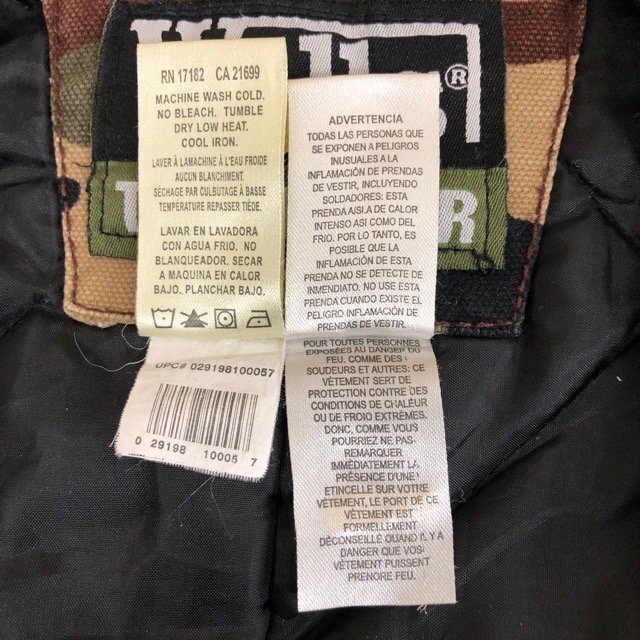 ®
R
RN 17182 CA 21699
MACHINE WASH COLD.
NO BLEACH. TUMBLE
DRY LOW HEAT.
COOL IRON.
LAVER À LAMACHINE À L'EAU FROIDE
AUCUN BLANCHIMENT.
SÉCHAGE PAR CULBUTAGE À BASSE
TEMPÉRATURE REPASSER TIÈDE.
LAVAR EN LAVADORA
CON AGUA FRIO. NO
BLANQUEADOR. SECAR
A MAQUINA EN CALOR
BAJO. PLANCHAR BAJO.
UPC# 029198100057
0 29198 10005 7
ADVERTENCIA
TODAS LAS PERSONAS QUE
SE EXPONEN A PELIGROS
INUSUALES A LA
INFLAMACIÓN DE PRENDAS
DE VESTIR, INCLUYENDO
SOLDADORES: ESTA
PRENDA AISLA DE CALOR
INTENSO ASI COMO DEL
FRIO. POR LO TANTO, ES
POSIBLE QUE LA
INFLAMACIÓN DE ESTA
PRENDA NO SE DETECTE DE
INMEDIATO. NO USE ESTA
PRENDA CUANDO EXISTE EL
PELIGRO INFLAMACIÓN DE
PRENDAS DE VESTIR.
POUR TOUTES PERSONNES
EXPOSÉES AU DANGER DU
FEU, COMME DES
SOUDEURS ET AUTRES: CE
VÊTEMENT SERT DE
PROTECTION CONTRE DES
CONDITIONS DE CHALEUR
OU DE FROID EXTRÊMES.
DONC, COMME VOUS
POURRIEZ NE PAS
REMARQUER
IMMÉDIATEMENT LA
PRÉSENCE D'UNE
ETINCELLE SUR VOTRE
VÊTEMENT, LE PORT DE CE
VÊTEMENT EST
FORMELLEMENT
DÉCONSEILLÉ QUAND IL Y A
DANGER QUE VOS
VÊTEMENT PUISSENT
PRENDRE FEU.